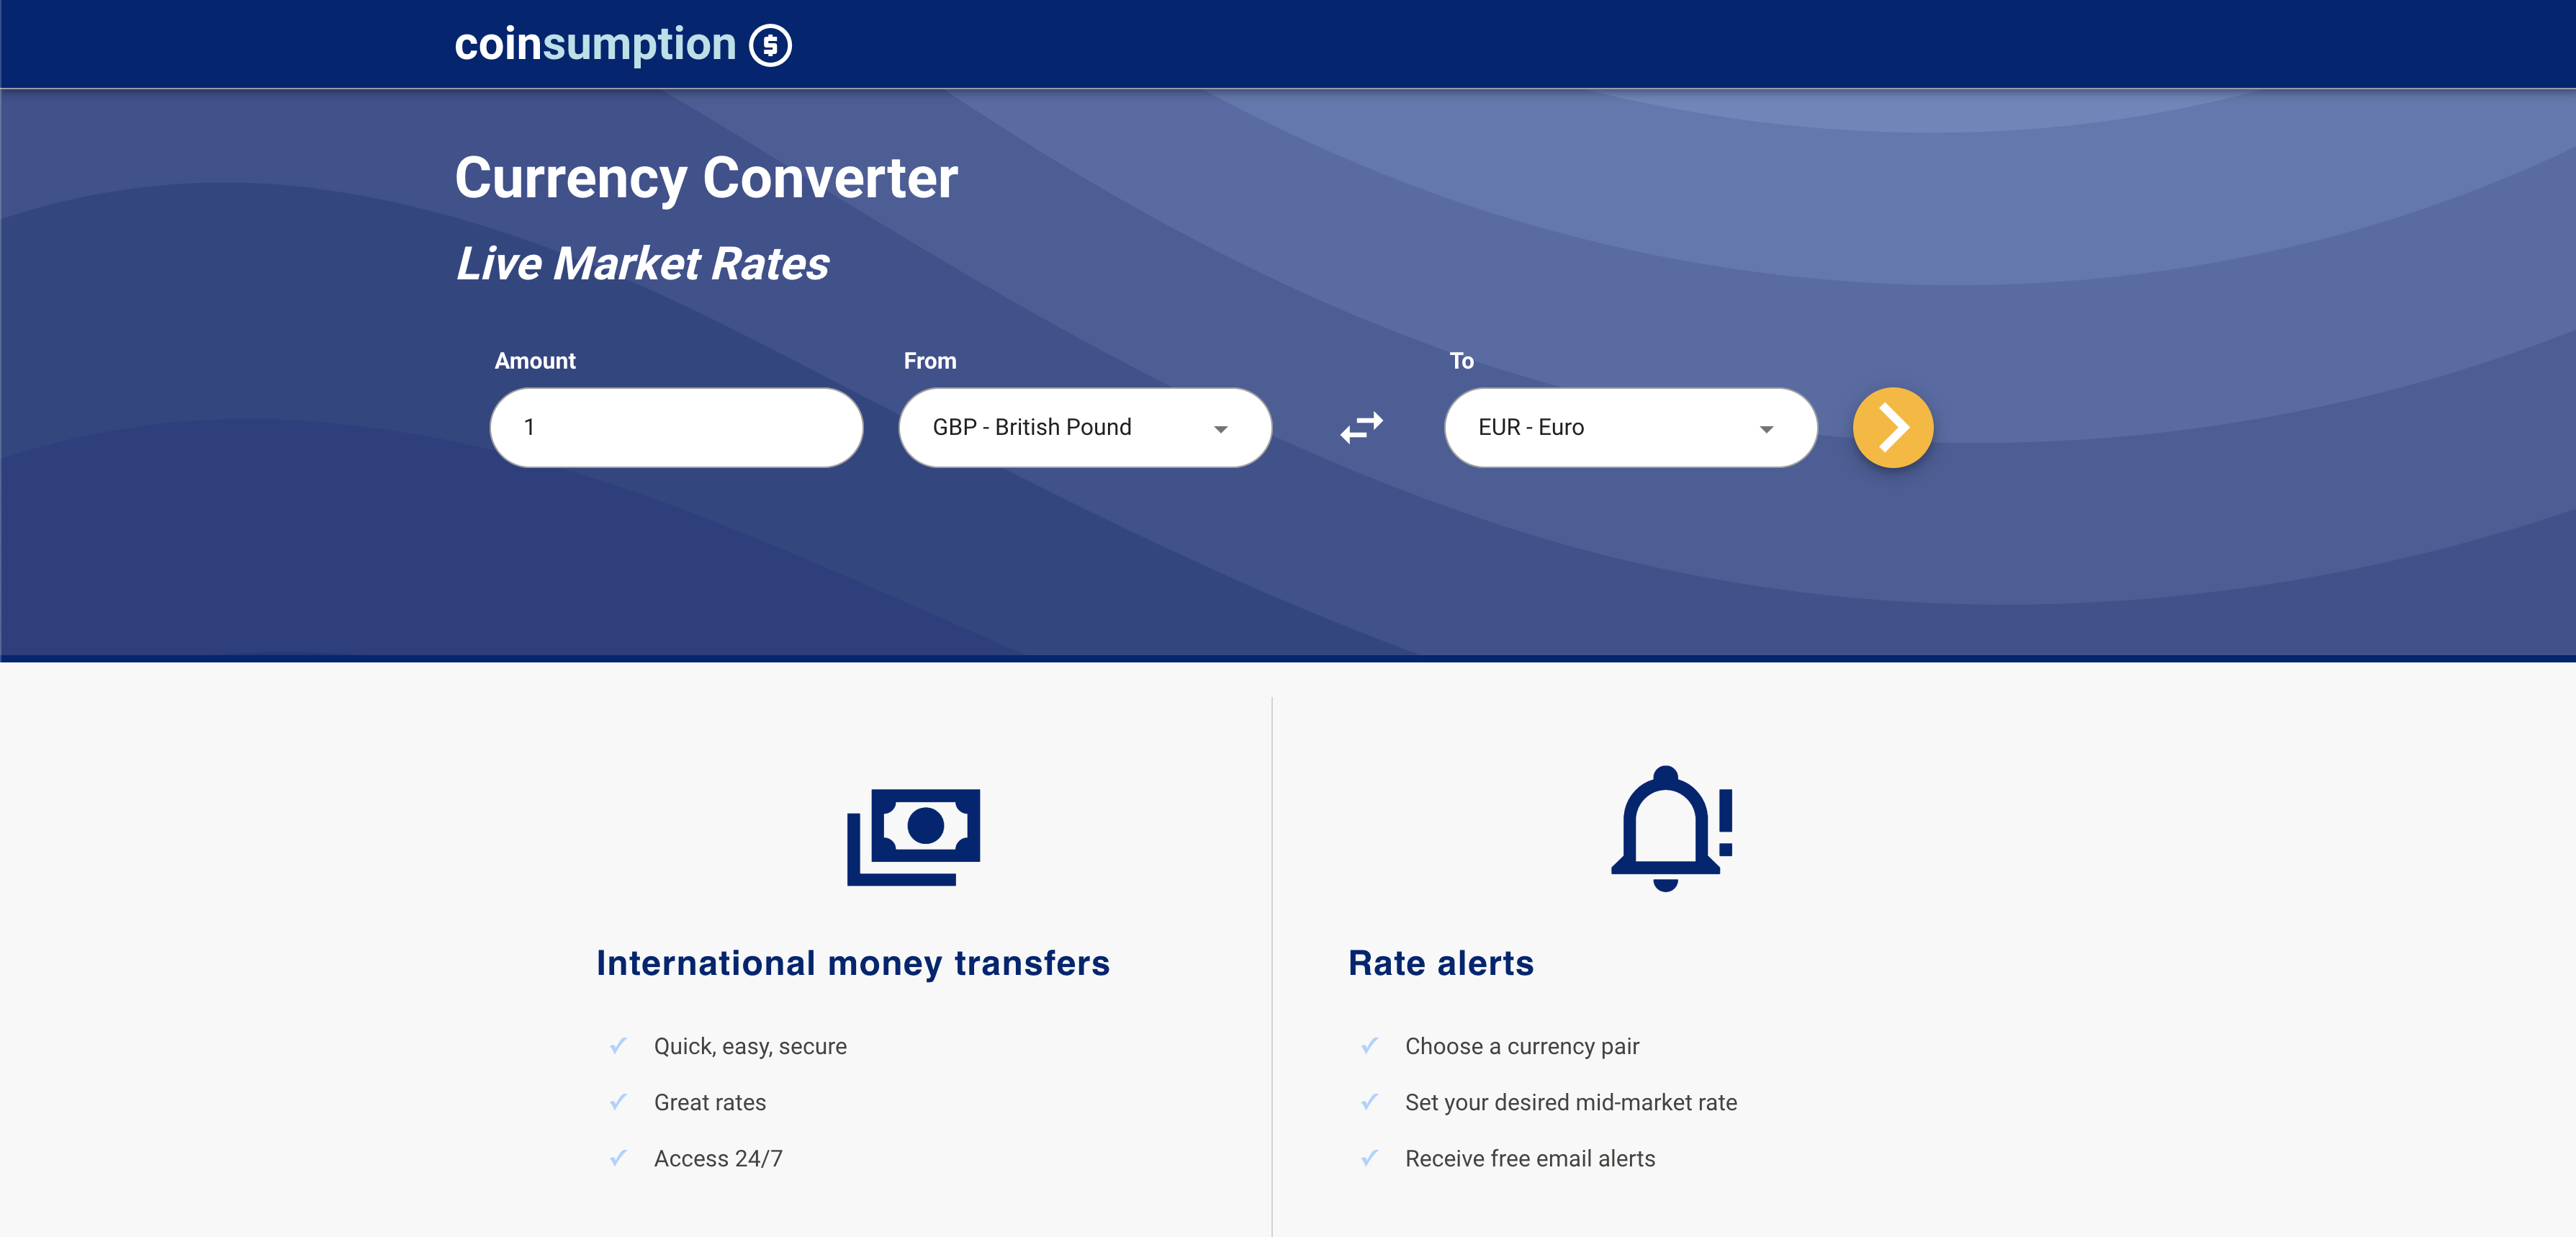 coinsumption
Currency Converter
Live Market Rates
Amount
From
To
1
GBP - British Pound
EUR - Euro
International money transfers
Quick, easy, secure
Great rates
Access 24/7
Rate alerts
Choose a currency pair
Set your desired mid-market rate
Receive free email alerts